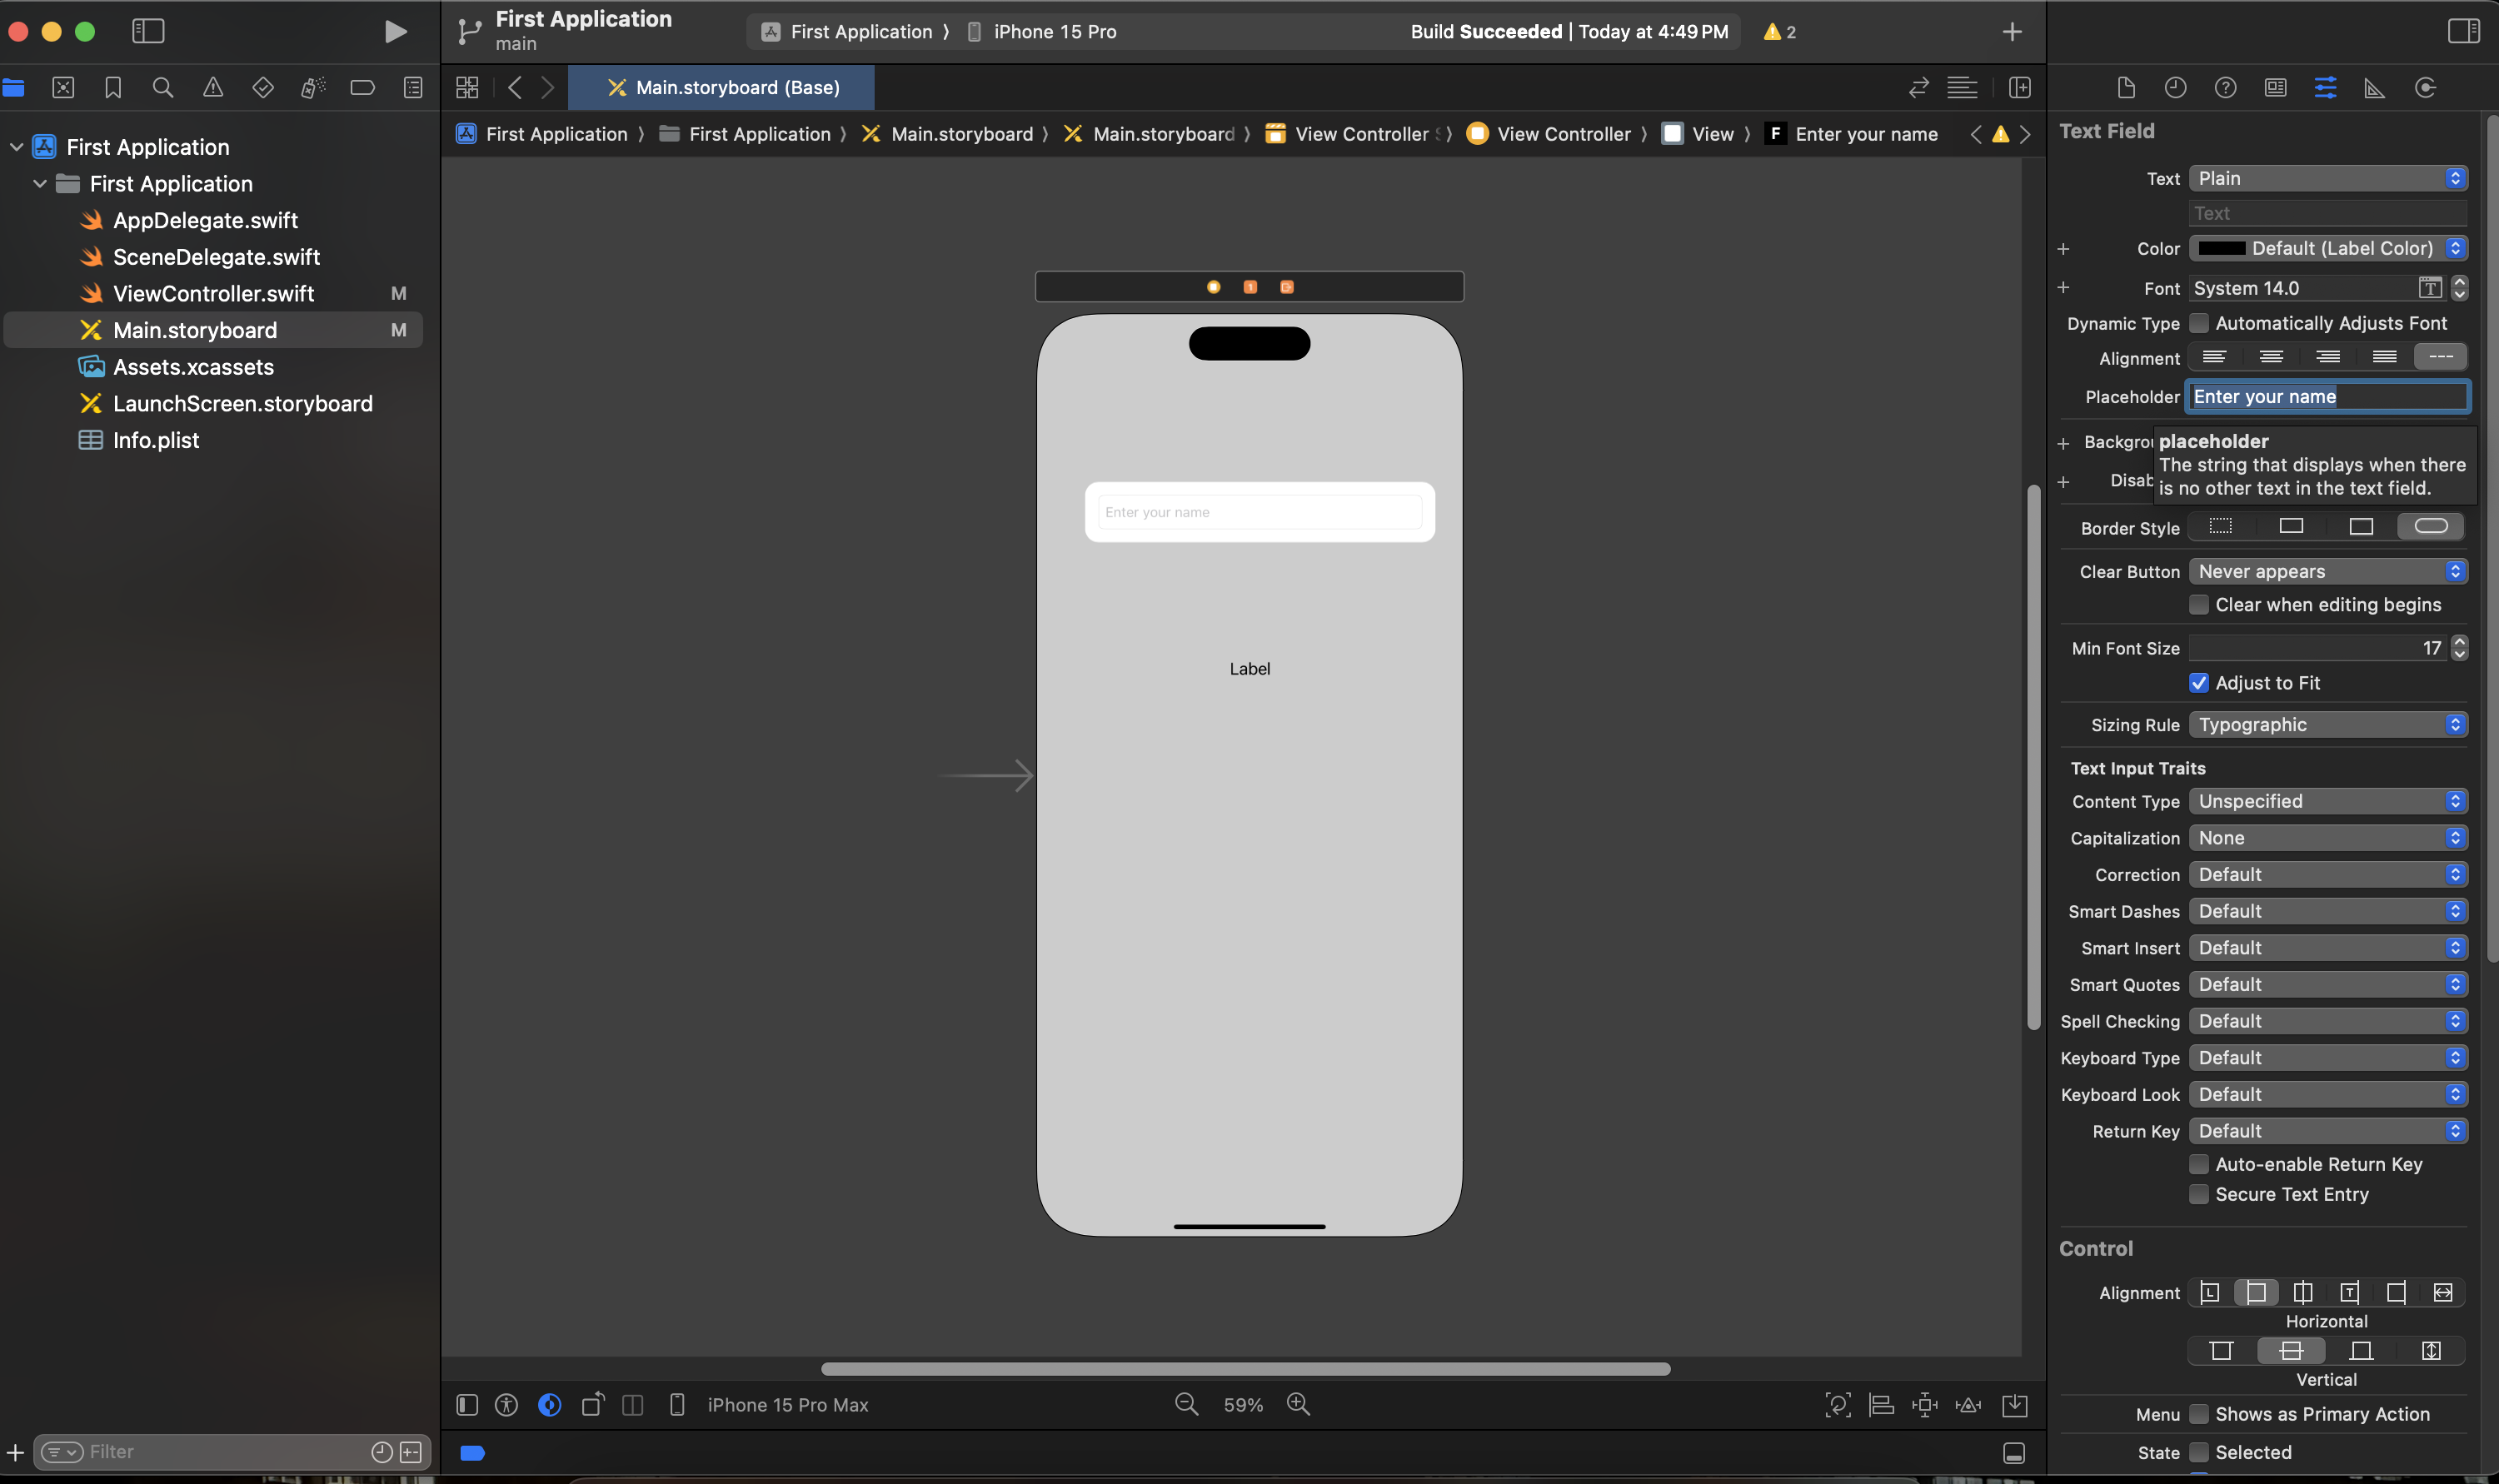 First Application
main
First Application 〉 iPhone 15 Pro
Build Succeeded | Today at 4:49 PM
2
Main.storyboard (Base)
First Application 〉 First Application 〉 Main.storyboard 〉 Main.storyboard 〉 View Controller 〉 View Controller 〉 View 〉 F Enter your name
First Application
First Application
AppDelegate.swift
SceneDelegate.swift
ViewController.swift M
Main.storyboard M
Assets.xcassets
LaunchScreen.storyboard
Info.plist
Filter
Enter your name
Label
iPhone 15 Pro Max
59%
Text Field
Text Plain
Text
Color Default (Label Color)
Font System 14.0
Dynamic Type Automatically Adjusts Font
Alignment
Placeholder Enter your name
Backgrou
placeholder
The string that displays when there
is no other text in the text field.
Disab
Border Style
Clear Button Never appears
Clear when editing begins
Min Font Size 17
Adjust to Fit
Sizing Rule Typographic
Text Input Traits
Content Type Unspecified
Capitalization None
Correction Default
Smart Dashes Default
Smart Insert Default
Smart Quotes Default
Spell Checking Default
Keyboard Type Default
Keyboard Look Default
Return Key Default
Auto-enable Return Key
Secure Text Entry
Control
Alignment
Horizontal
Vertical
Menu Shows as Primary Action
State Selected